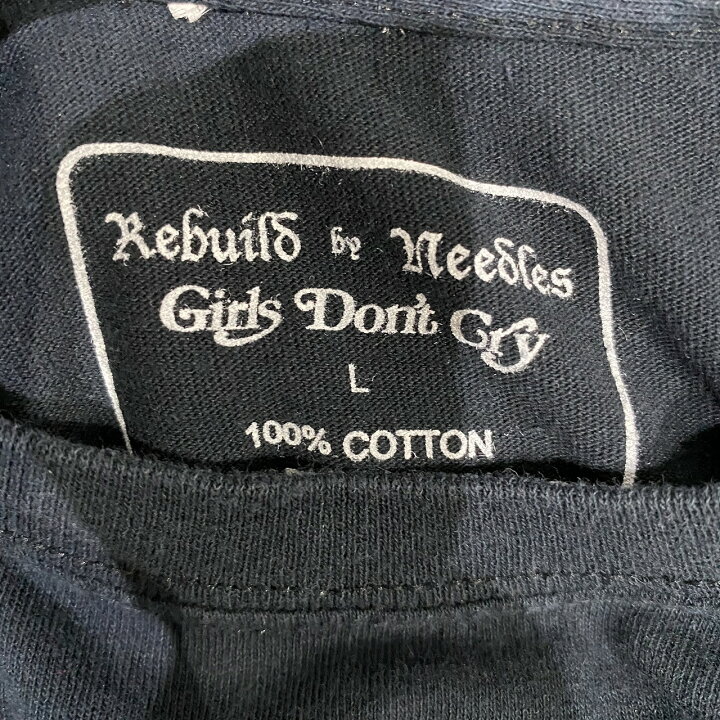 Rebuild by Needles
Girls Don't Cry
L
100% COTTON